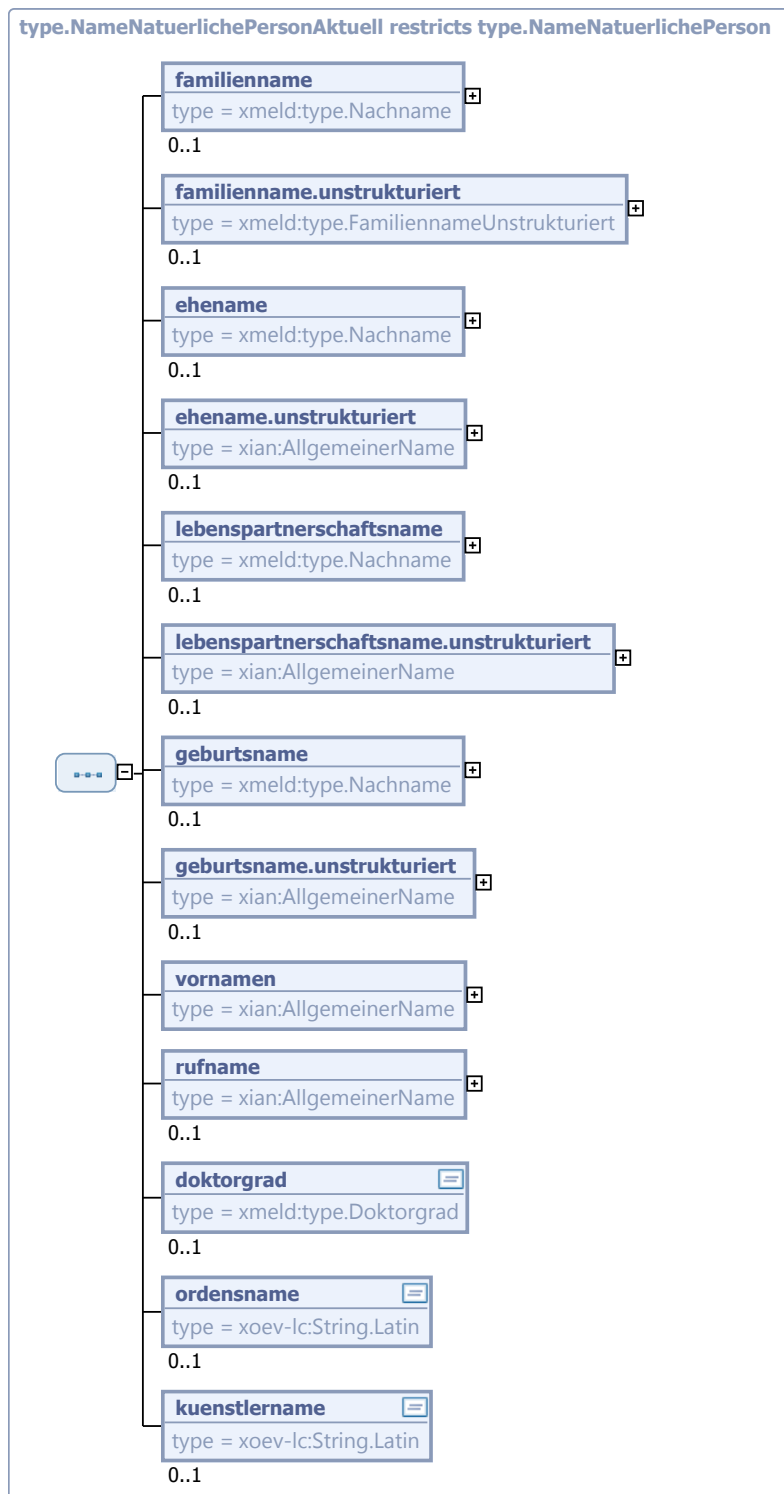 type.NameNatuerlichePersonAktuell restricts type.NameNatuerlichePerson
familienname
type = xmeld:type.Nachname
0..1
familienname.unstrukturiert
type = xmeld:type.FamiliennameUnstrukturiert
0..1
ehename
type = xmeld:type.Nachname
0..1
ehename.unstrukturiert
type = xian:AllgemeinerName
0..1
lebenspartnerschaftsname
type = xmeld:type.Nachname
0..1
lebenspartnerschaftsname.unstrukturiert
type = xian:AllgemeinerName
0..1
geburtsname
type = xmeld:type.Nachname
0..1
geburtsname.unstrukturiert
type = xian:AllgemeinerName
0..1
vornamen
type = xian:AllgemeinerName
rufname
type = xian:AllgemeinerName
0..1
doktorgrad
type = xmeld:type.Doktorgrad
0..1
ordensname
type = xoev-lc:String.Latin
0..1
kuenstlername
type = xoev-lc:String.Latin
0..1